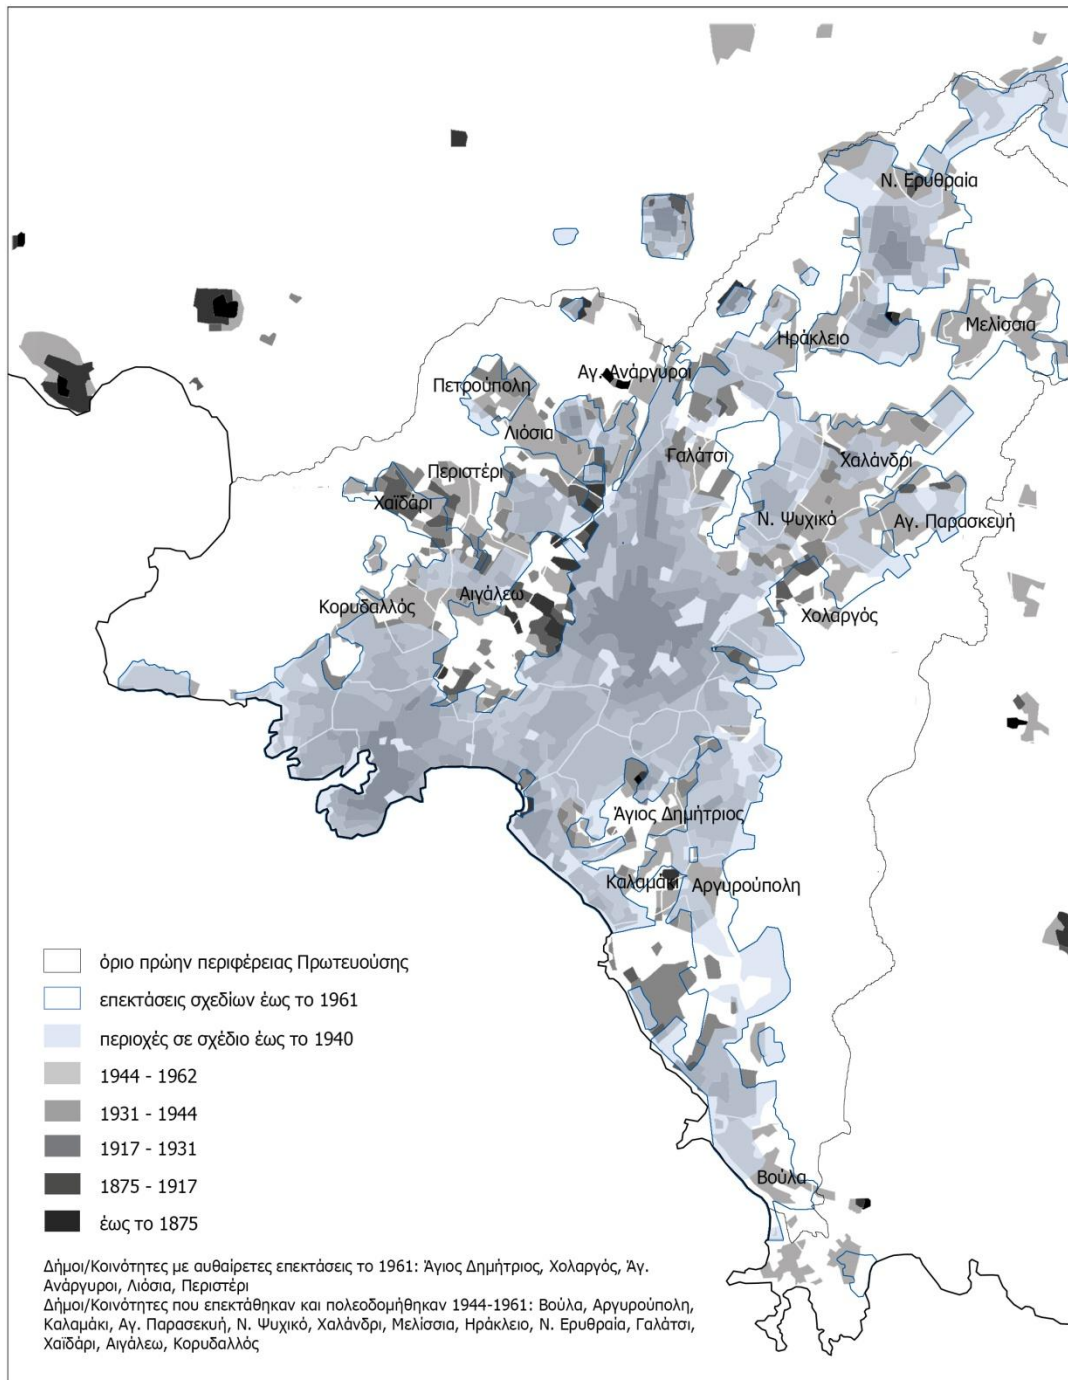 Ν. Ερυθραία
Μελίσσια
Ηράκλειο
Αγ. Ανάργυροι
Πετρούπολη
Λιόσια
Γαλάτσι
Χαλάνδρι
Περιστέρι
Χαϊδάρι
Ν. Ψυχικό
Αγ. Παρασκευή
Αιγάλεω
Κορυδαλλός
Χολαργός
Άγιος Δημήτριος
Καλαμάκι
Αργυρούπολη
Βούλα
όριο πρώην περιφέρειας Πρωτευούσης
επεκτάσεις σχεδίων έως το 1961
περιοχές σε σχέδιο έως το 1940
1944 - 1962
1931 - 1944
1917 - 1931
1875 - 1917
έως το 1875
Δήμοι/Κοινότητες με αυθαίρετες επεκτάσεις το 1961: Άγιος Δημήτριος, Χολαργός, Άγ.
Ανάργυροι, Λιόσια, Περιστέρι
Δήμοι/Κοινότητες που επεκτάθηκαν και πολεοδομήθηκαν 1944-1961: Βούλα, Αργυρούπολη,
Καλαμάκι, Αγ. Παρασεκυή, Ν. Ψυχικό, Χαλάνδρι, Μελίσσια, Ηράκλειο, Ν. Ερυθραία, Γαλάτσι,
Χαϊδάρι, Αιγάλεω, Κορυδαλλός